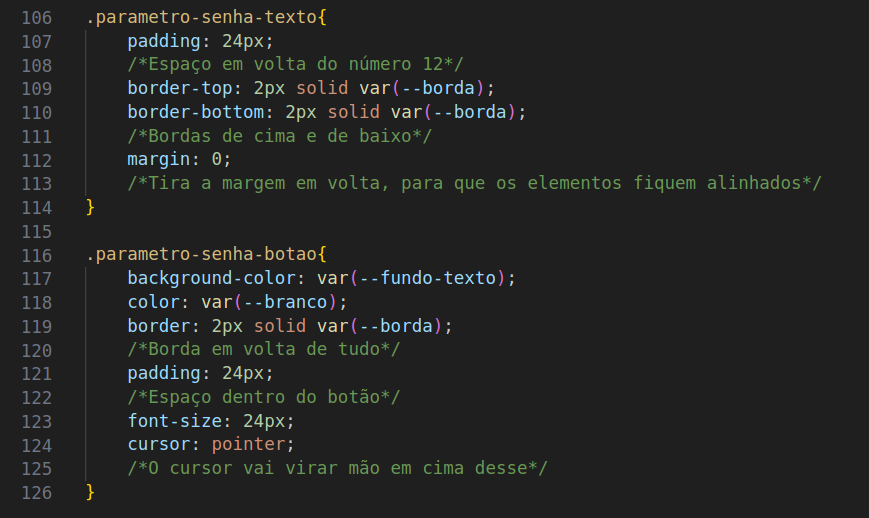 106 .parametro-senha-texto{
107 padding: 24px;
108 /*Espaço em volta do número 12*/
109 border-top: 2px solid var(--borda);
110 border-bottom: 2px solid var(--borda);
111 /*Bordas de cima e de baixo*/
112 margin: 0;
113 /*Tira a margem em volta, para que os elementos fiquem alinhados*/
114 }
115
116 .parametro-senha-botao{
117 background-color: var(--fundo-texto);
118 color: var(--branco);
119 border: 2px solid var(--borda);
120 /*Borda em volta de tudo*/
121 padding: 24px;
122 /*Espaço dentro do botão*/
123 font-size: 24px;
124 cursor: pointer;
125 /*O cursor vai virar mão em cima desse*/
126 }